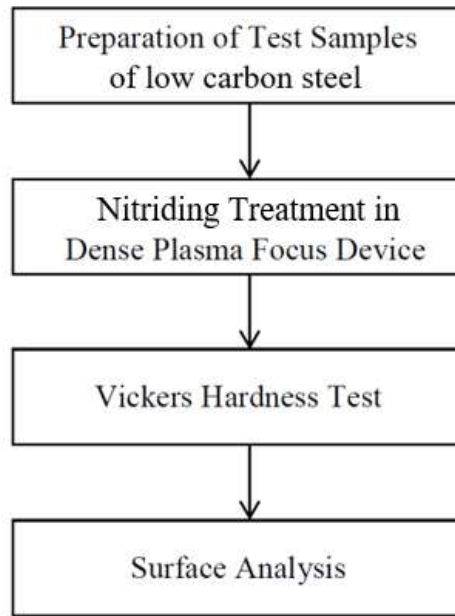 Preparation of Test Samples
of low carbon steel
Nitriding Treatment in
Dense Plasma Focus Device
Vickers Hardness Test
Surface Analysis